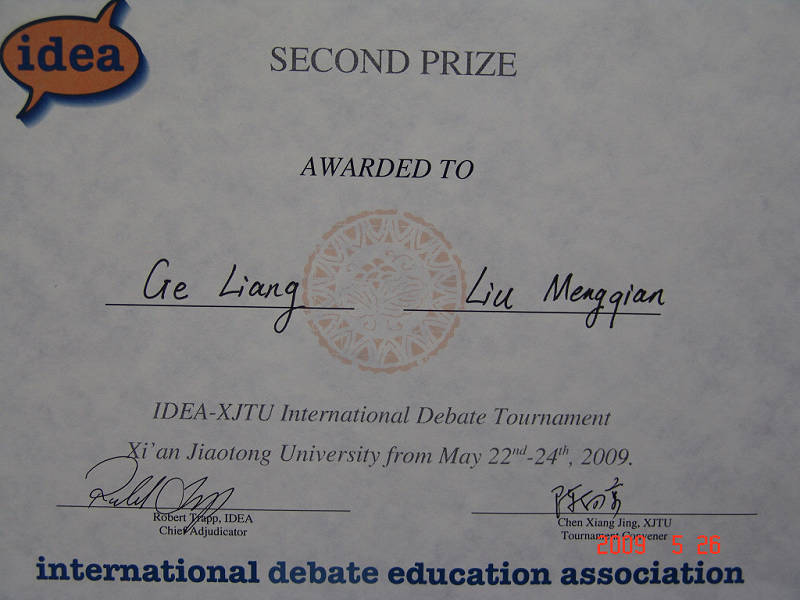 idea
SECOND PRIZE
AWARDED TO
Ge Liang Liu Mengqian
IDEA-XJTU International Debate Tournament
Xi'an Jiaotong University from May 22nd-24th, 2009.
Robert Trapp, IDEA Chen Xiang Jing, XJTU
Chief Adjudicator Tournament Convener
2009 5 26
international debate education association